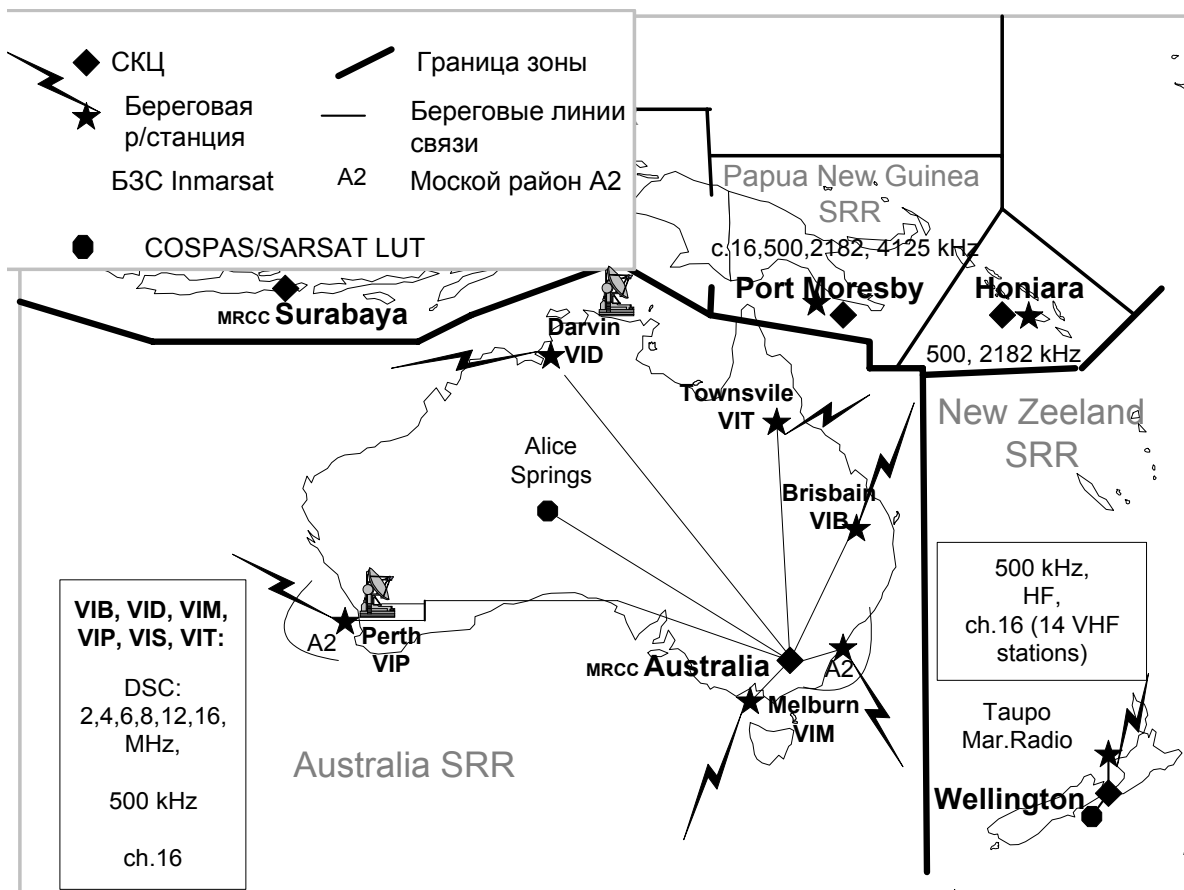 СКЦ
Граница зоны
Береговая
р/станция
Береговые линии
связи
БЗС Inmarsat
A2
Моской район A2
COSPAS/SARSAT LUT
Papua New Guinea
SRR
c.16,500,2182, 4125 kHz
Port Moresby
Honiara
500, 2182 kHz
MRCC Surabaya
Darvin
VID
Townsvile
VIT
New Zeeland
SRR
Alice
Springs
Brisbain
VIB
500 kHz,
HF,
ch.16 (14 VHF
stations)
VIB, VID, VIM,
VIP, VIS, VIT:
DSC:
2,4,6,8,12,16,
MHz,
500 kHz
ch.16
A2
Perth
VIP
MRCC Australia
A2
Melburn
VIM
Australia SRR
Taupo
Mar.Radio
Wellington